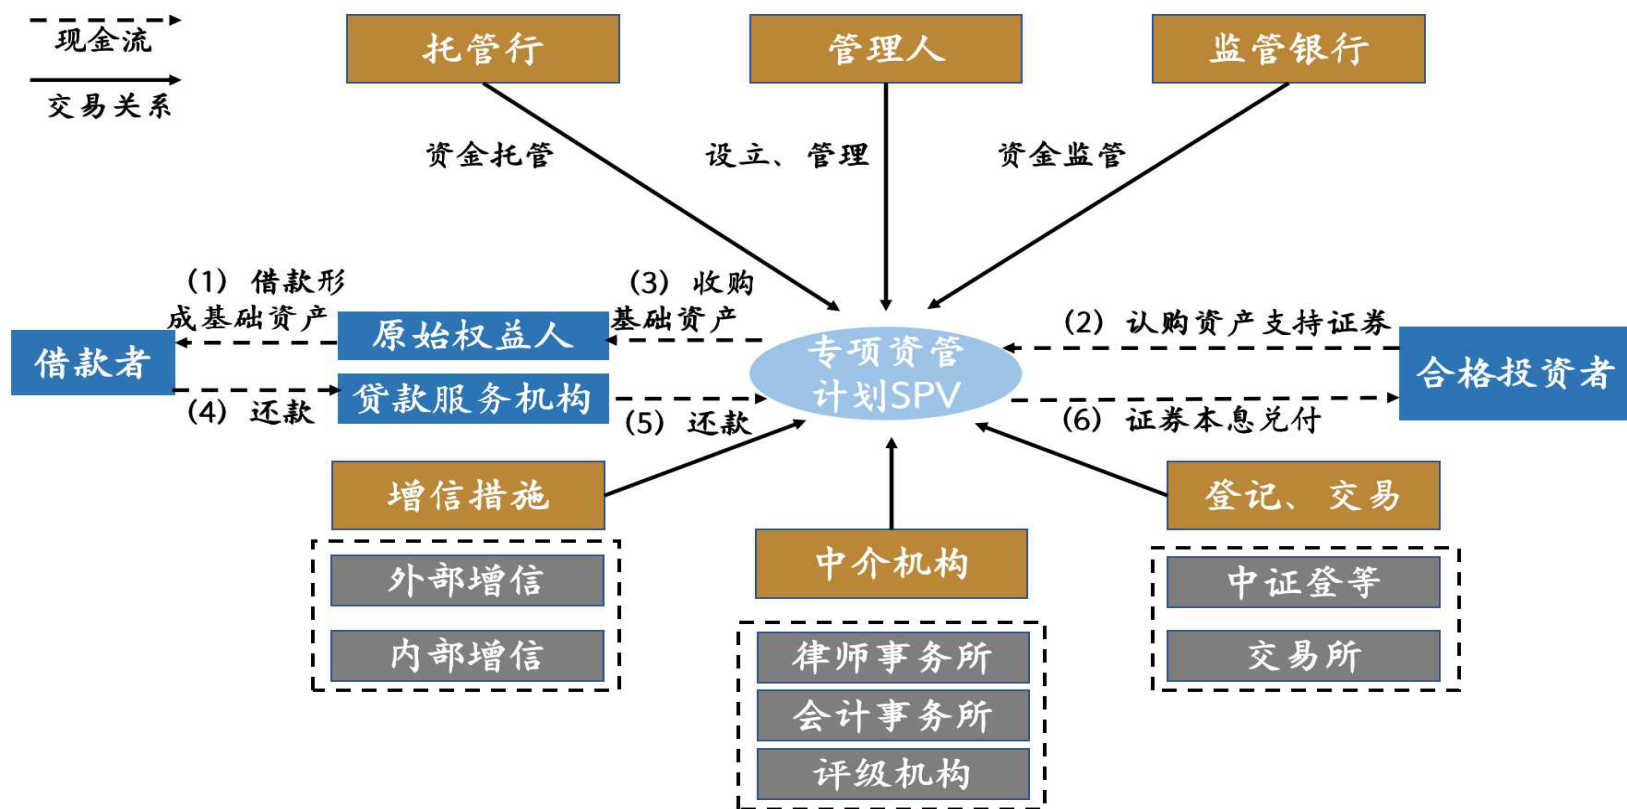 现金流
交易关系
托管行
管理人
监管银行
资金托管
设立、管理
资金监管
(1) 借款形
成基础资产
(3) 收购
基础资产
(2) 认购资产支持证券
借款者
原始权益人
贷款服务机构
专项资管
计划SPV
合格投资者
(4) 还款
(5) 还款
(6) 证券本息兑付
增信措施
外部增信
内部增信
中介机构
律师事务所
会计事务所
评级机构
登记、交易
中证登等
交易所